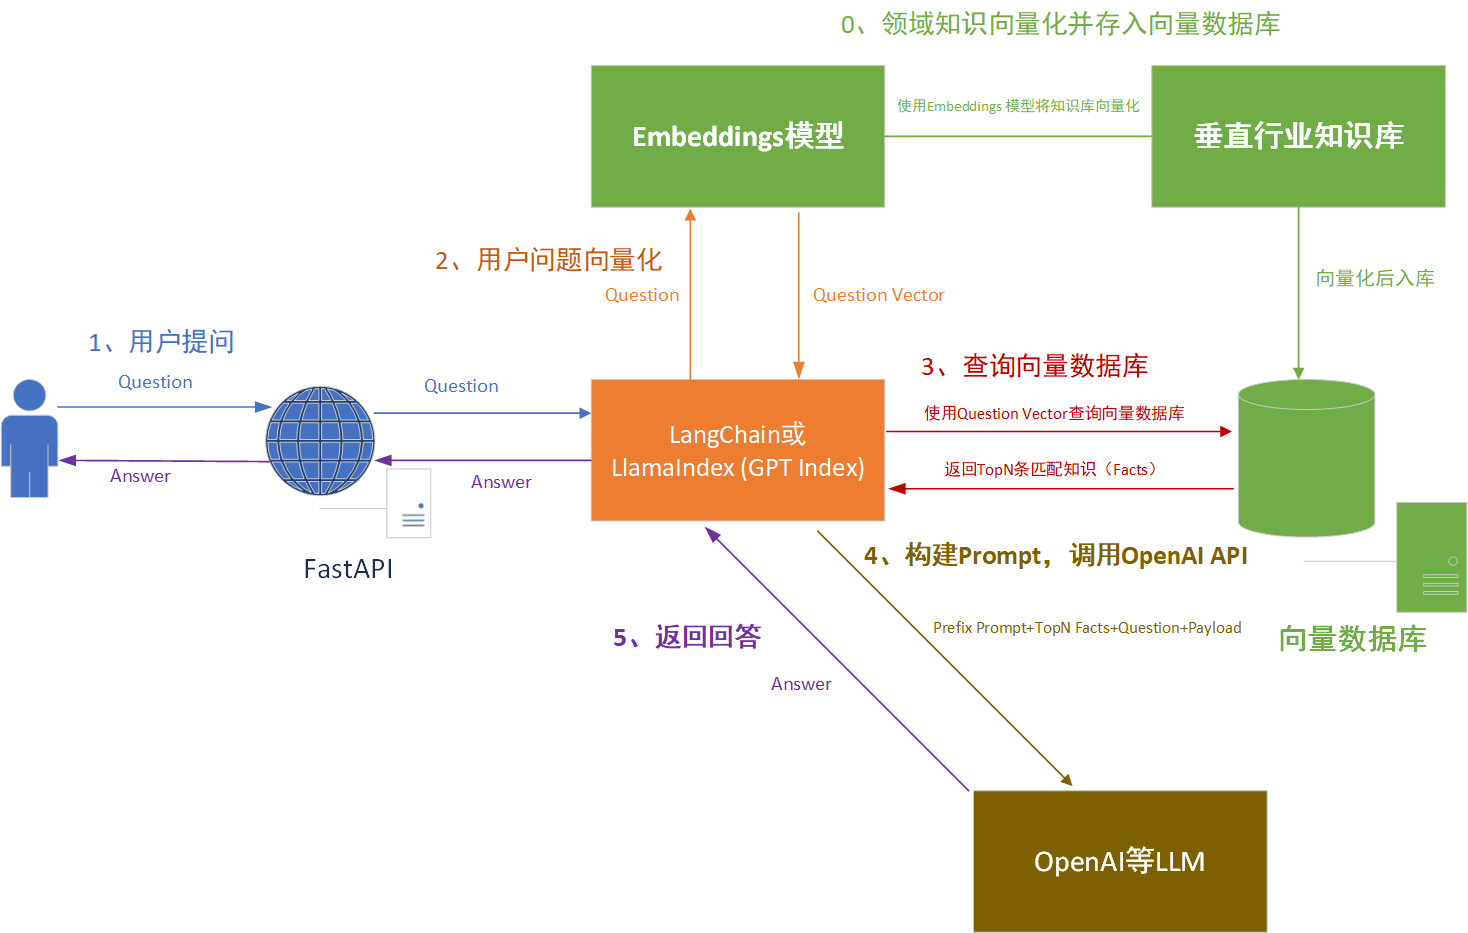 0、领域知识向量化并存入向量数据库
Embeddings模型
使用Embeddings 模型将知识库向量化
垂直行业知识库
2、用户问题向量化
Question
Question Vector
向量化后入库
1、用户提问
Question
Question
3、查询向量数据库
使用Question Vector查询向量数据库
LangChain或
LlamaIndex (GPT Index)
返回TopN条匹配知识（Facts）
Answer
Answer
FastAPI
4、构建Prompt，调用OpenAI API
Prefix Prompt+TopN Facts+Question+Payload
向量数据库
5、返回回答
Answer
OpenAI等LLM